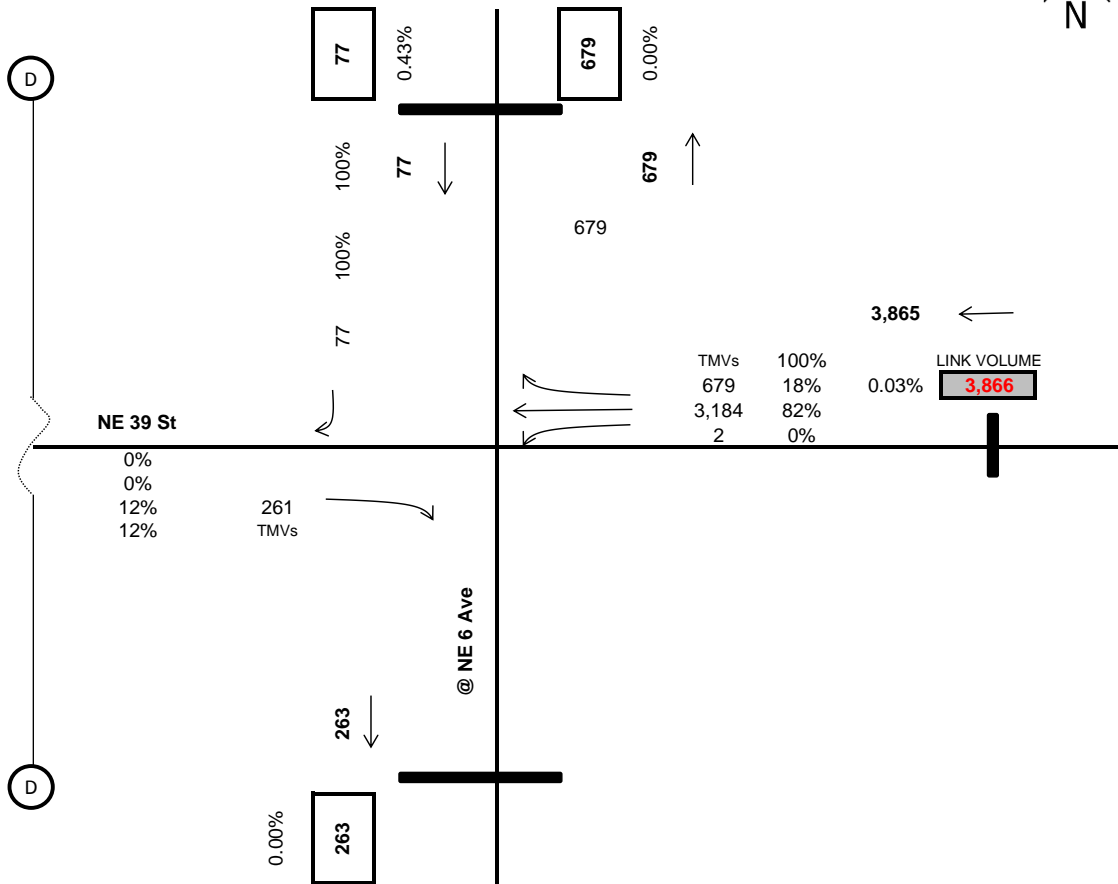 N
D
77
0.43%
679
0.00%
100%
77
679
100%
679
77
3,865
TMVs 100% LINK VOLUME
679 18% 0.03% 3,866
3,184 82%
2 0%
NE 39 St
0%
0%
12% 261
12% TMVs
@ NE 6 Ave
263
D
0.00%
263